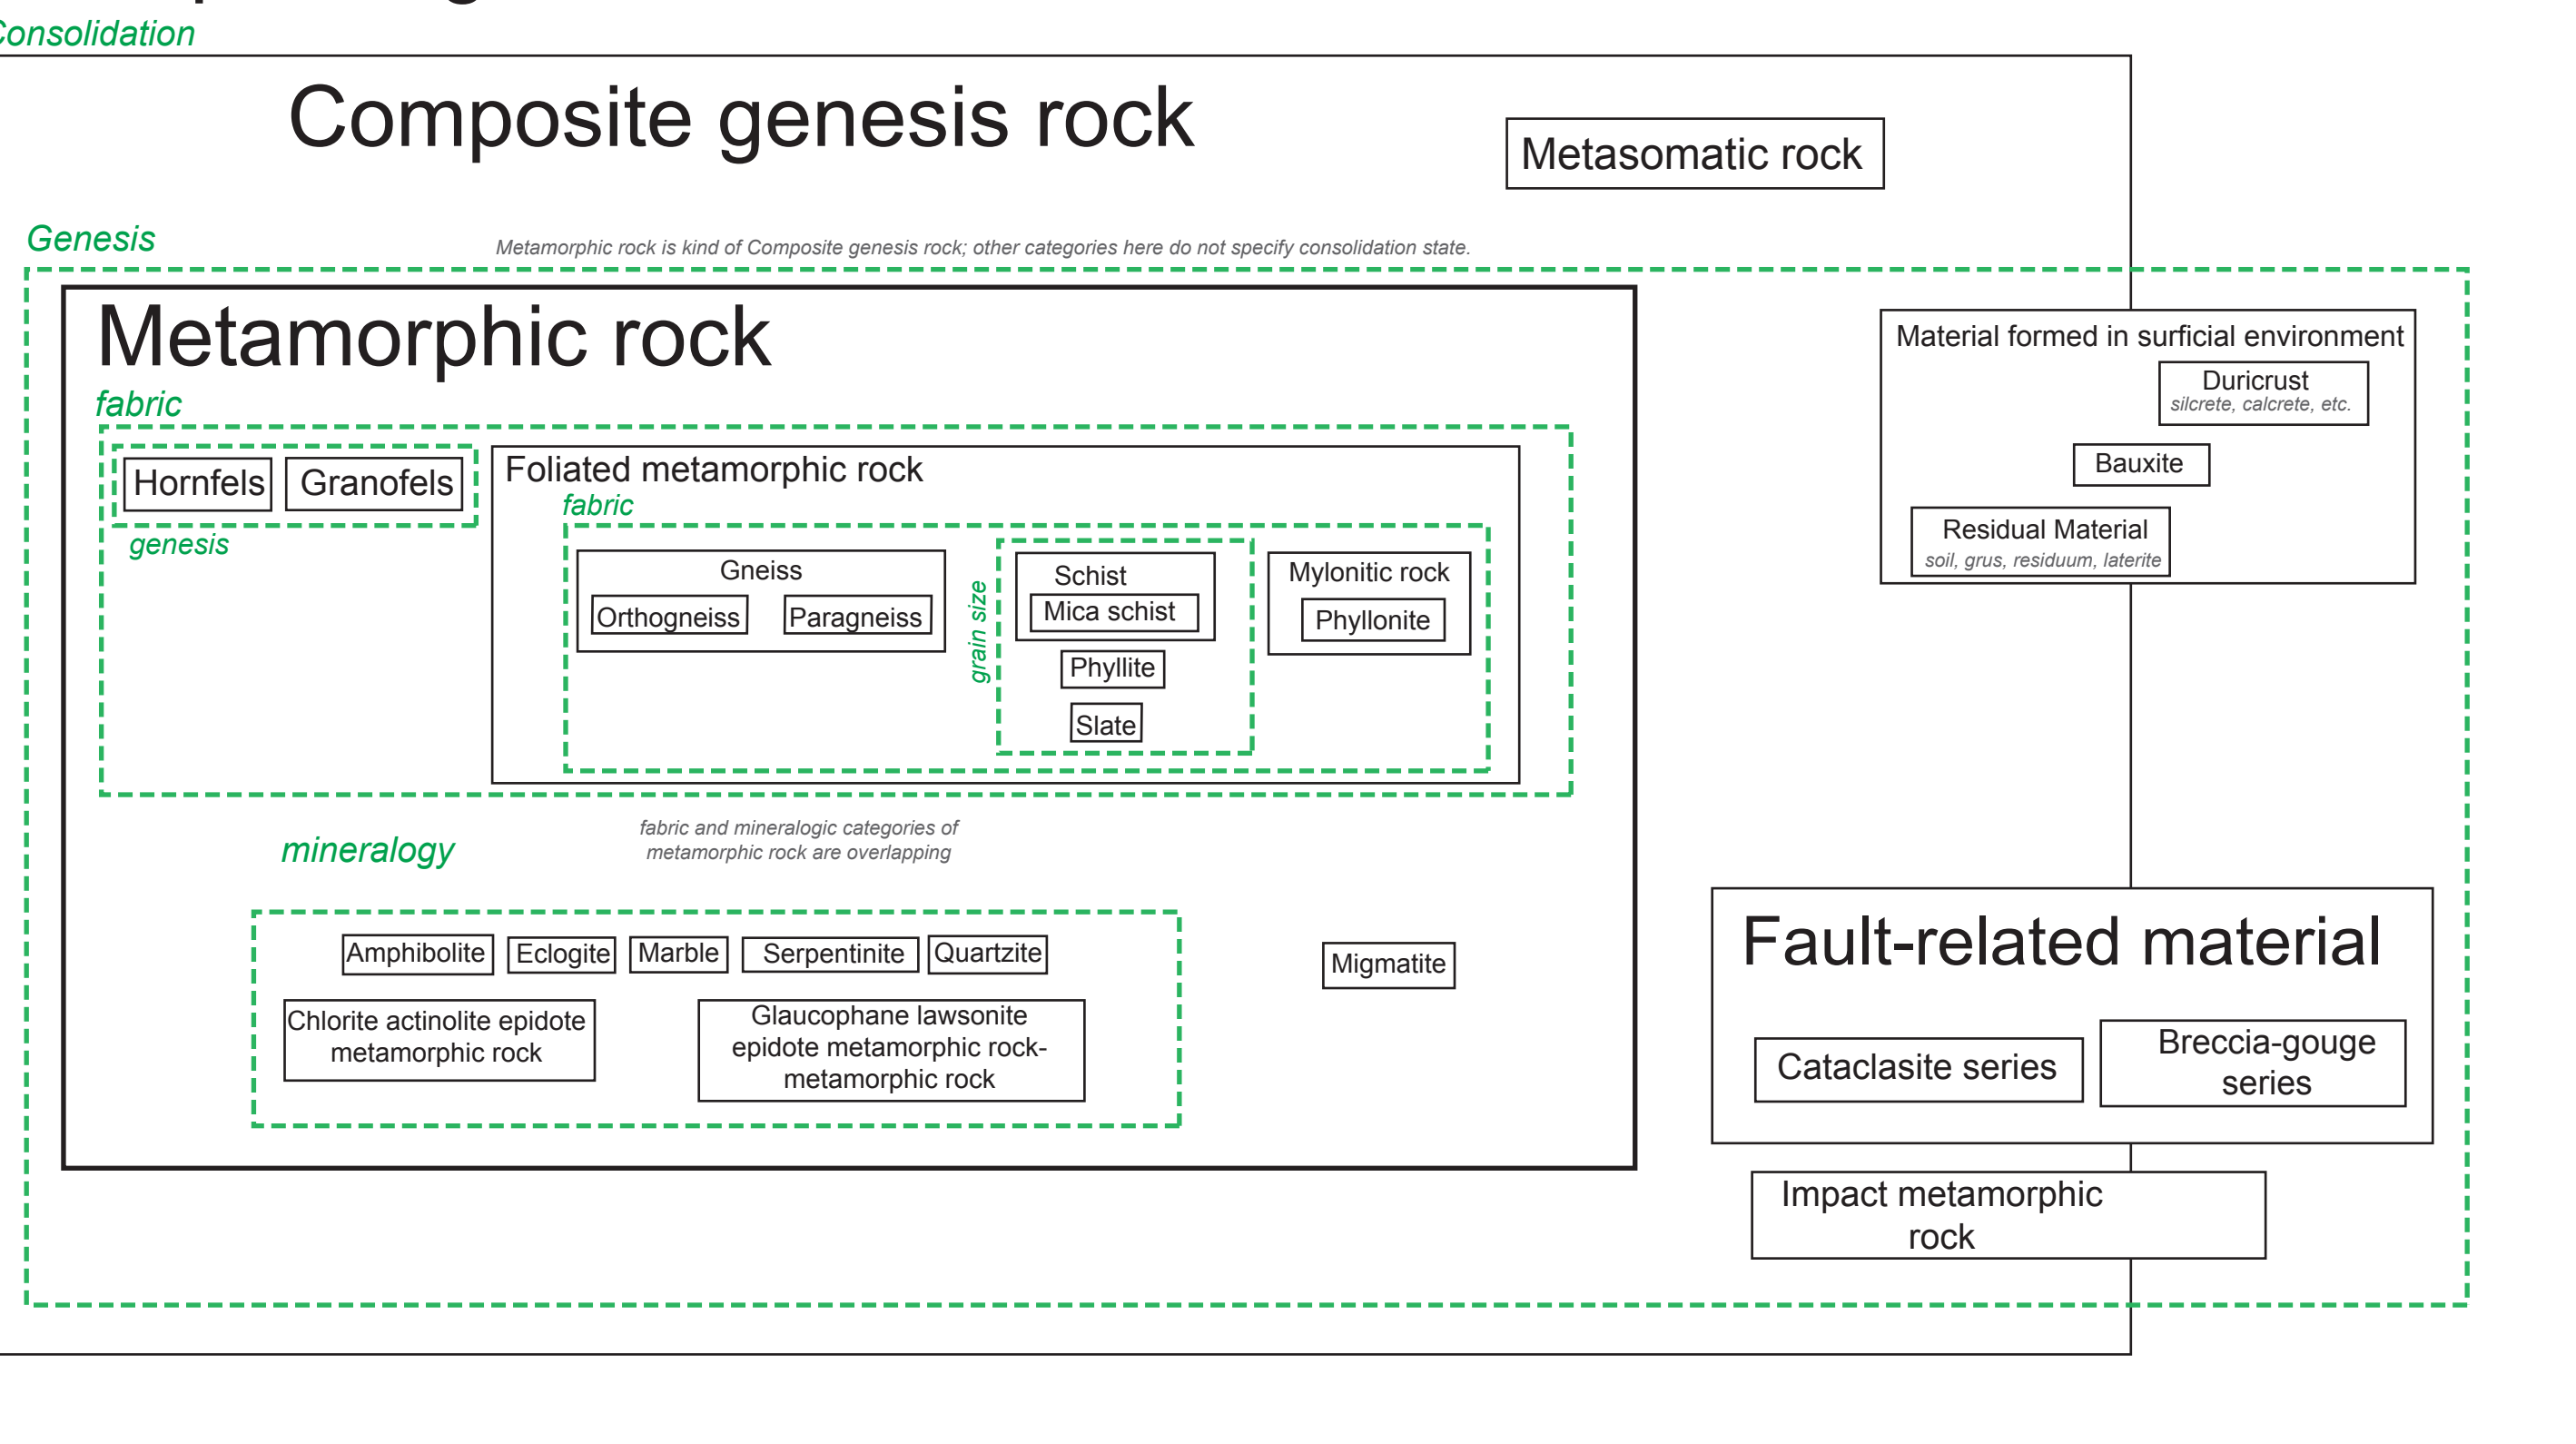 Consolidation
Composite genesis rock
Metasomatic rock
Genesis
Metamorphic rock is kind of Composite genesis rock; other categories here do not specify consolidation state.
Metamorphic rock
fabric
Hornfels
Granofels
genesis
Foliated metamorphic rock
fabric
Gneiss
Orthogneiss
Paragneiss
grain size
Schist
Mica schist
Phyllite
Slate
Mylonitic rock
Phyllonite
mineralogy
fabric and mineralogic categories of
metamorphic rock are overlapping
Amphibolite
Eclogite
Marble
Serpentinite
Quartzite
Chlorite actinolite epidote
metamorphic rock
Glaucophane lawsonite
epidote metamorphic rock-
metamorphic rock
Migmatite
Material formed in surficial environment
Duricrust
silcrete, calcrete, etc.
Bauxite
Residual Material
soil, grus, residuum, laterite
Fault-related material
Cataclasite series
Breccia-gouge
series
Impact metamorphic
rock